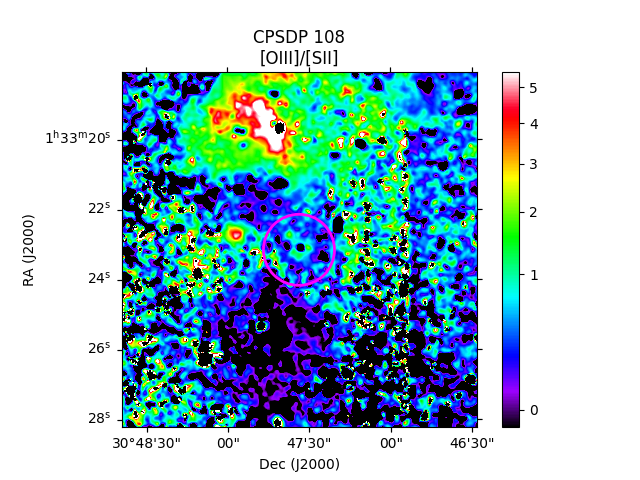 CPSDP 108
[OIII]/[SII]
RA (J2000)
1ʰ33ᵐ20ˢ
22ˢ
24ˢ
26ˢ
28ˢ
30°48'30" 00" 47'30" 00" 46'30"
Dec (J2000)
5
4
3
2
1
0